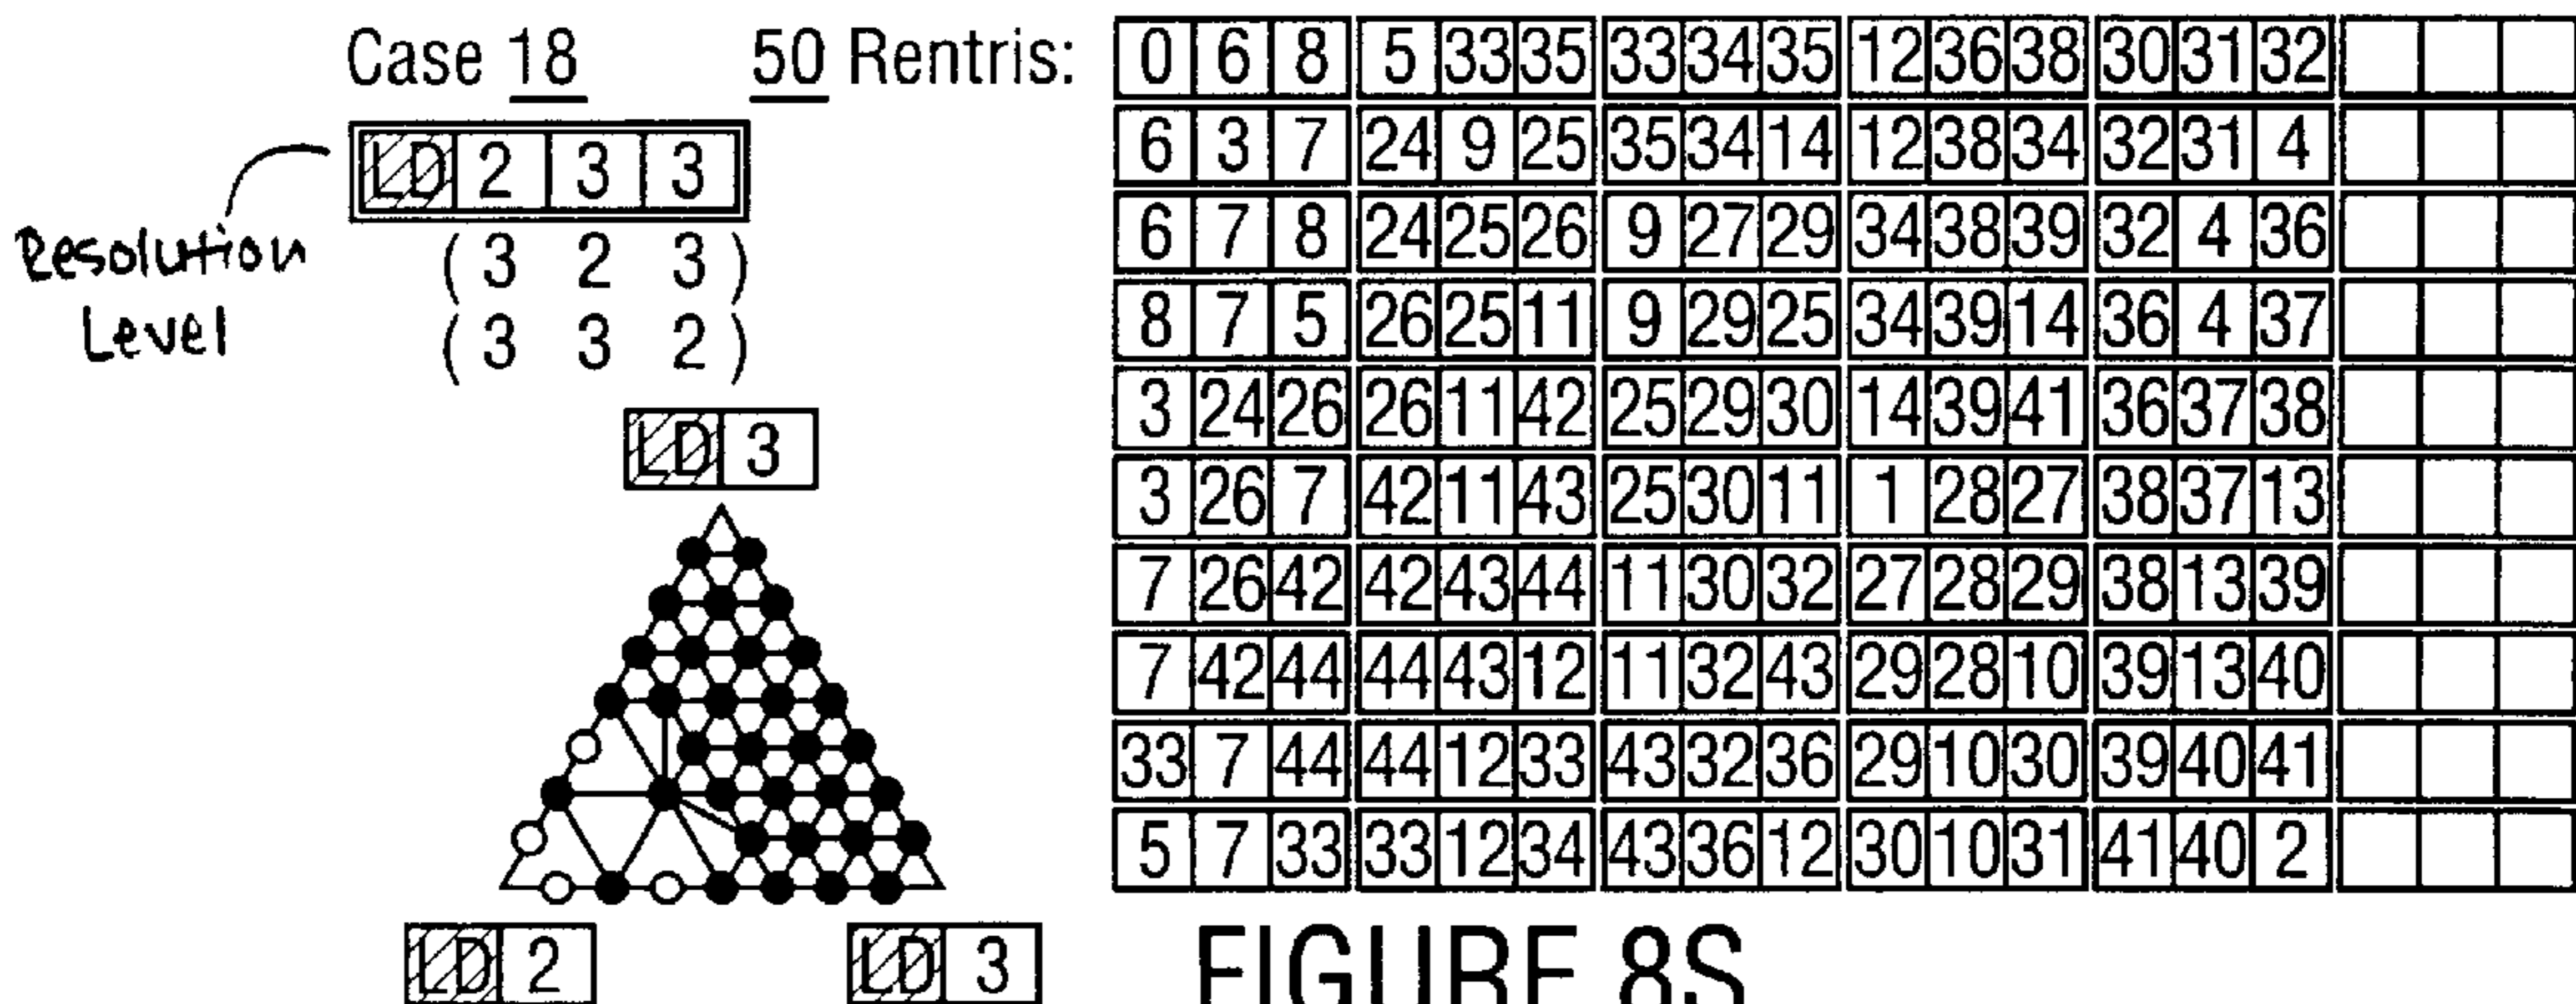 Case 18 50 Rentris:
LD 2 3 3
( 3 2 3 )
( 3 3 2 )
Resolution
Level
LD 3
LD 2
LD 3
0 6 8 5 33 35 33 34 35 12 36 38 30 31 32
6 3 7 24 9 25 35 34 14 12 38 34 32 31 4
6 7 8 24 25 26 9 27 29 34 38 39 32 4 36
8 7 5 26 25 11 9 29 25 34 39 14 36 4 37
3 24 26 26 11 42 25 29 30 14 39 41 36 37 38
3 26 7 42 11 43 25 30 11 1 28 27 38 37 13
7 26 42 42 43 44 11 30 32 27 28 29 38 13 39
7 42 44 44 43 12 11 32 43 29 28 10 39 13 40
33 7 44 44 12 33 43 32 36 29 10 30 39 40 41
5 7 33 33 12 34 43 36 12 30 10 31 41 40 2
FIGURE 8S